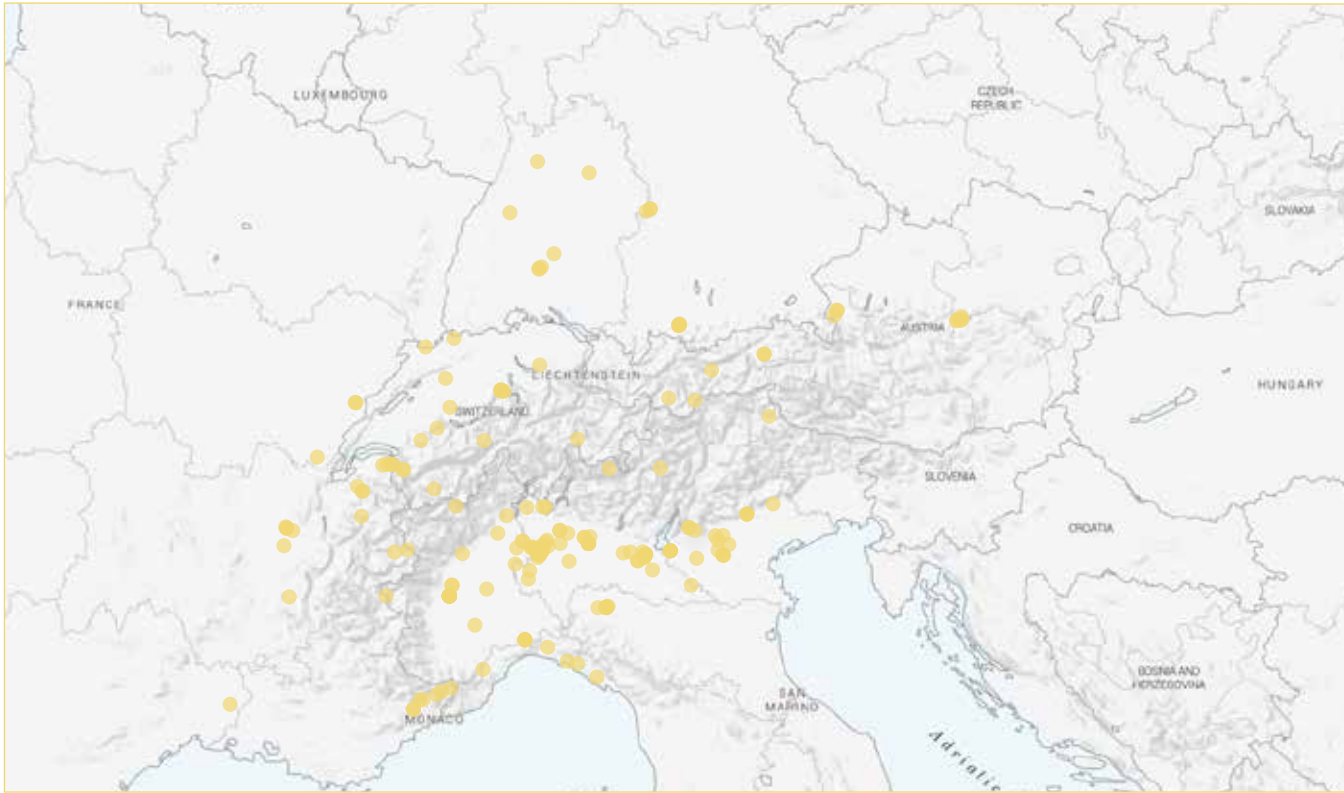 LUXEMBOURG
CZECH
REPUBLIC
SLOVAKIA
FRANCE
AUSTRIA
LIECHTENSTEIN
HUNGARY
SWITZERLAND
SLOVENIA
CROATIA
BOSNIA AND
HERZEGOVINA
SAN
MARINO
MONACO
Adriatic